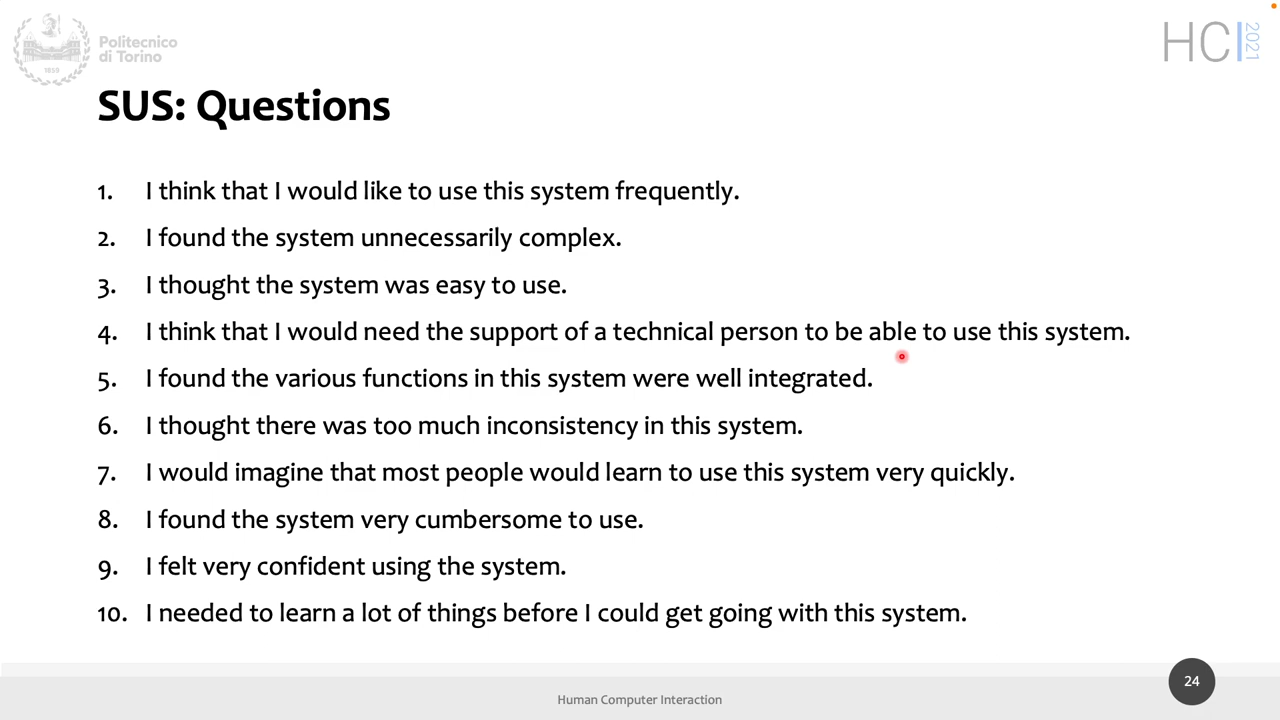 Politecnico
di Torino
1859
HCI 2021
SUS: Questions
1. I think that I would like to use this system frequently.
2. I found the system unnecessarily complex.
3. I thought the system was easy to use.
4. I think that I would need the support of a technical person to be able to use this system.
5. I found the various functions in this system were well integrated.
6. I thought there was too much inconsistency in this system.
7. I would imagine that most people would learn to use this system very quickly.
8. I found the system very cumbersome to use.
9. I felt very confident using the system.
10. I needed to learn a lot of things before I could get going with this system.
Human Computer Interaction
24